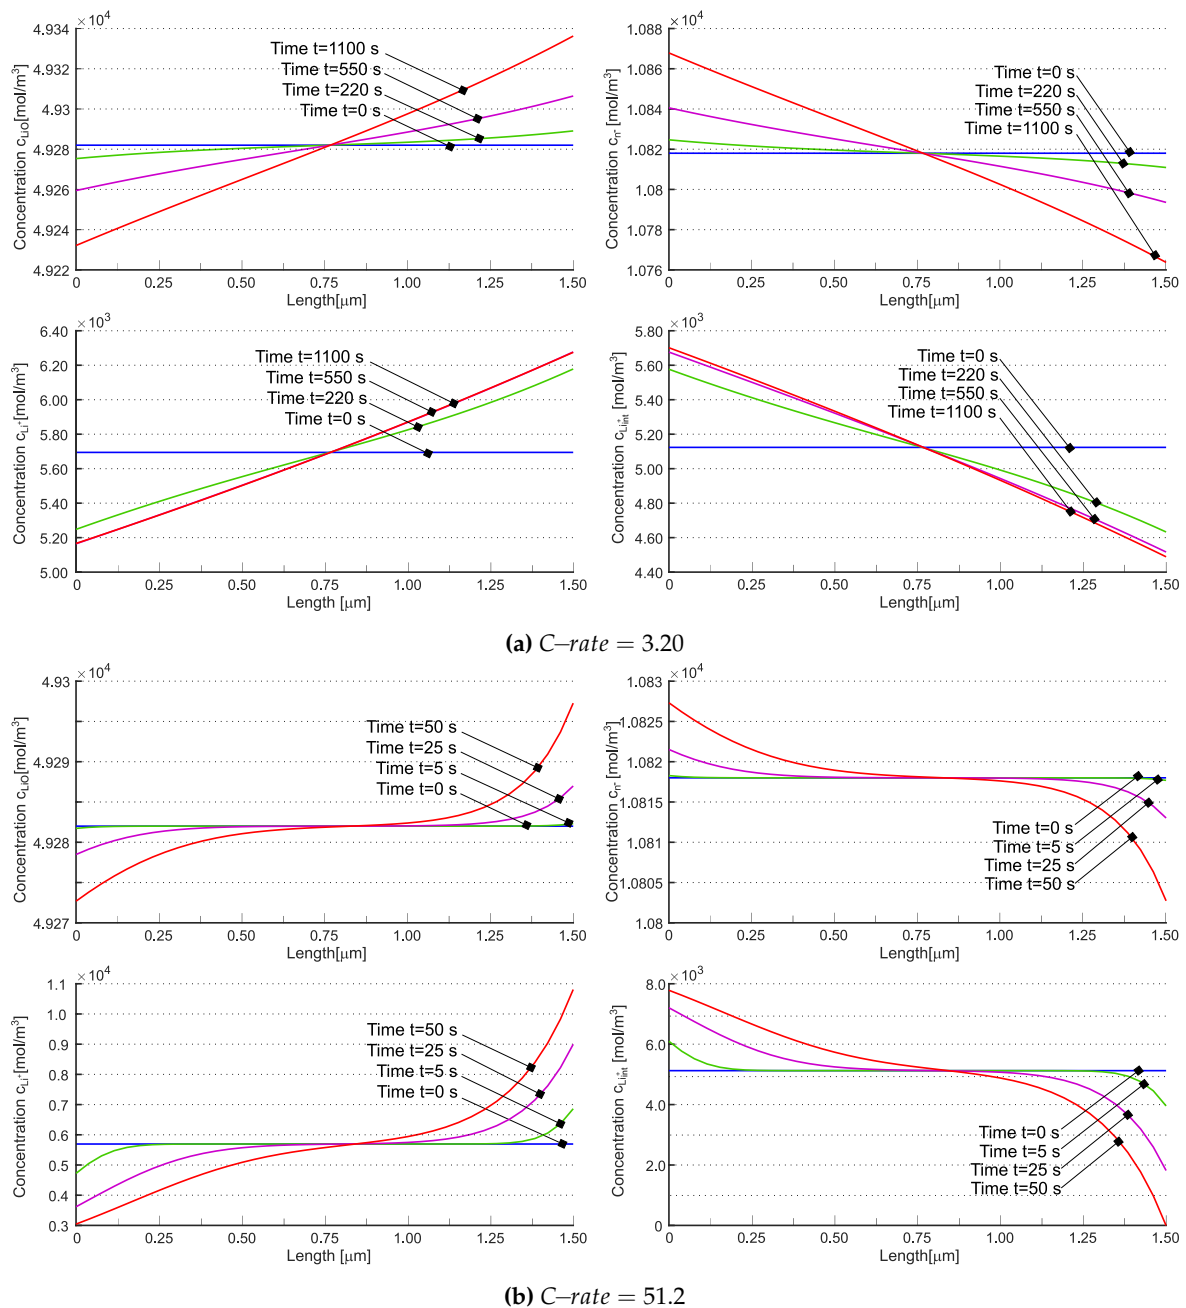 ×10⁴
4.934
4.932
4.93
4.928
4.926
4.924
4.922
Concentration c_LiO[mol/m³]
Time t=1100 s
Time t=550 s
Time t=220 s
Time t=0 s
0 0.25 0.50 0.75 1.00 1.25 1.50
Length[μm]
×10⁴
1.088
1.086
1.084
1.082
1.08
1.078
1.076
Concentration c_n⁻ [mol/m³]
Time t=0 s
Time t=220 s
Time t=550 s
Time t=1100 s
0 0.25 0.50 0.75 1.00 1.25 1.50
Length[μm]
×10³
6.40
6.20
6.00
5.80
5.60
5.40
5.20
5.00
Concentration c_Li⁺[mol/m³]
Time t=1100 s
Time t=550 s
Time t=220 s
Time t=0 s
0 0.25 0.50 0.75 1.00 1.25 1.50
Length [μm]
×10³
5.80
5.60
5.40
5.20
5.00
4.80
4.60
4.40
Concentration c_Li⁺int [mol/m³]
Time t=0 s
Time t=220 s
Time t=550 s
Time t=1100 s
0 0.25 0.50 0.75 1.00 1.25 1.50
Length[μm]
(a) C–rate = 3.20
×10⁴
4.93
4.929
4.928
4.927
Concentration c_LiO[mol/m³]
Time t=50 s
Time t=25 s
Time t=5 s
Time t=0 s
0 0.25 0.50 0.75 1.00 1.25 1.50
Length[μm]
×10⁴
1.083
1.0825
1.082
1.0815
1.081
1.0805
1.08
Concentration c_n⁻ [mol/m³]
Time t=0 s
Time t=5 s
Time t=25 s
Time t=50 s
0 0.25 0.50 0.75 1.00 1.25 1.50
Length[μm]
×10⁴
1.1
1.0
0.9
0.8
0.7
0.6
0.5
0.4
0.3
Concentration c_Li⁺[mol/m³]
Time t=50 s
Time t=25 s
Time t=5 s
Time t=0 s
0 0.25 0.50 0.75 1.00 1.25 1.50
Length [μm]
×10³
8.0
6.0
4.0
2.0
0
Concentration c_Li⁺int [mol/m³]
Time t=0 s
Time t=5 s
Time t=25 s
Time t=50 s
0 0.25 0.50 0.75 1.00 1.25 1.50
Length[μm]
(b) C–rate = 51.2